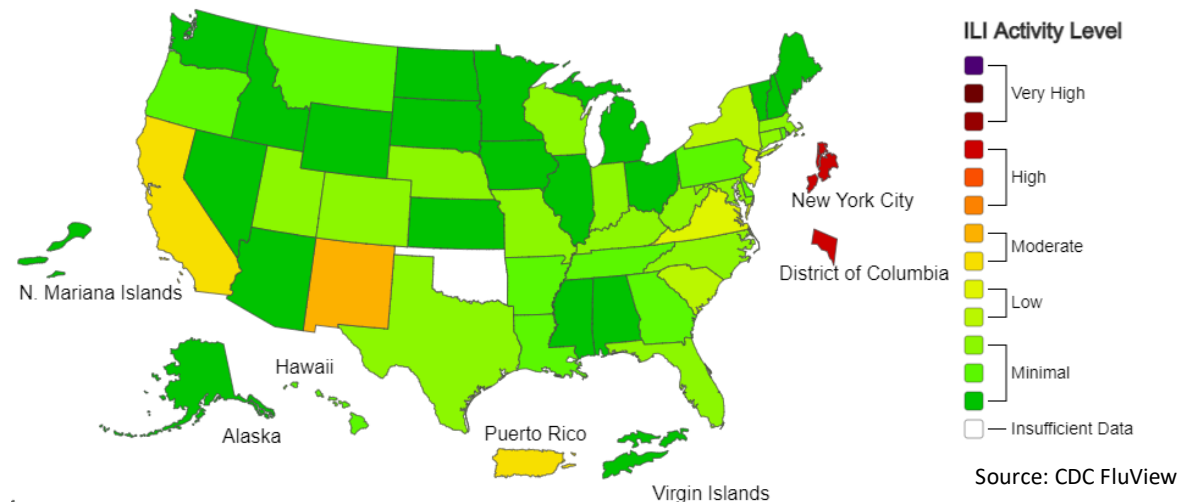 ILI Activity Level
Very High
High
New York City
Moderate
District of Columbia
N. Mariana Islands
Low
Hawaii
Minimal
Alaska
Puerto Rico
Insufficient Data
Source: CDC FluView
Virgin Islands